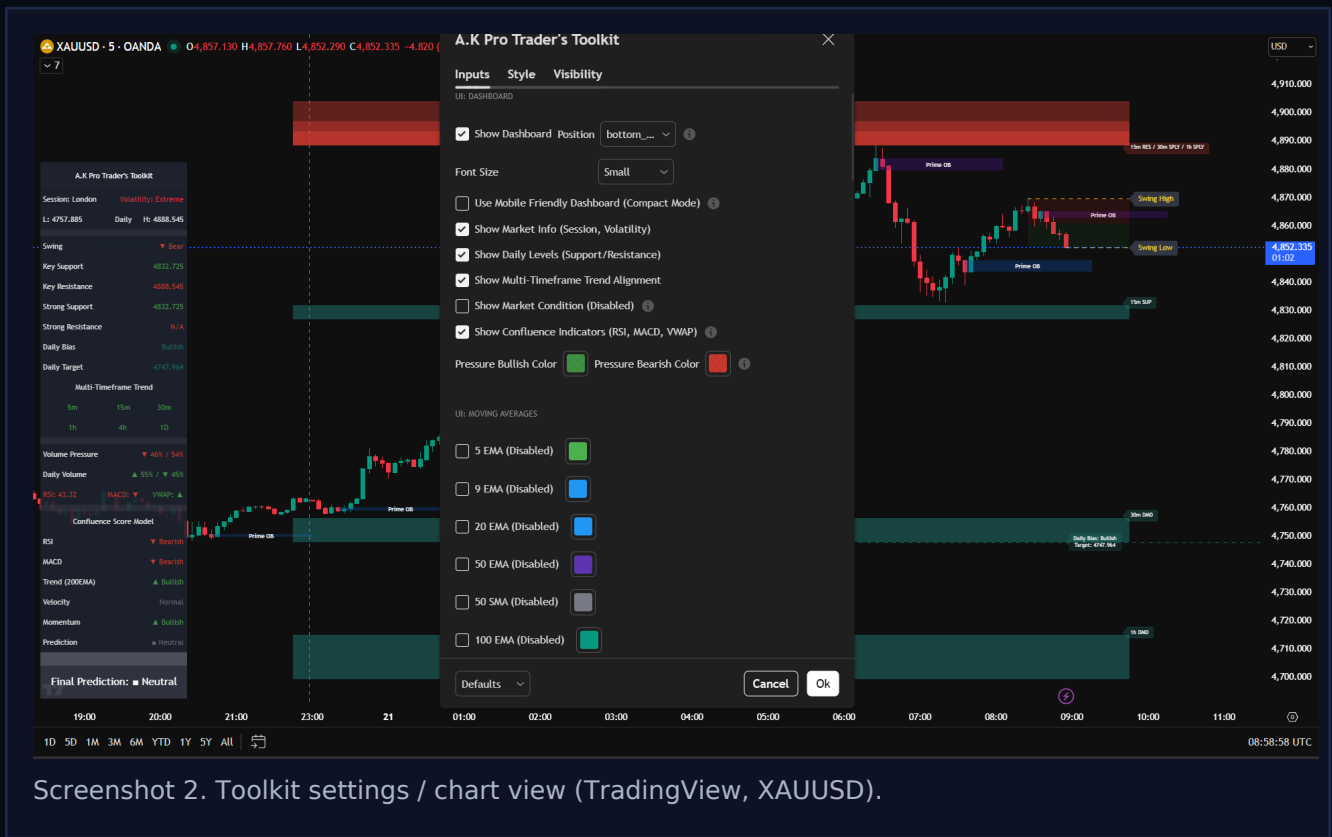 XAUUSD · 5 · OANDA O4,857.130 H4,857.760 L4,852.290 C4,852.335 -4.820 (
7
USD
A.K Pro Trader's Toolkit
Inputs Style Visibility
UI: DASHBOARD
Show Dashboard Position bottom_...
Font Size Small
Use Mobile Friendly Dashboard (Compact Mode)
Show Market Info (Session, Volatility)
Show Daily Levels (Support/Resistance)
Show Multi-Timeframe Trend Alignment
Show Market Condition (Disabled)
Show Confluence Indicators (RSI, MACD, VWAP)
Pressure Bullish Color Pressure Bearish Color
UI: MOVING AVERAGES
5 EMA (Disabled)
9 EMA (Disabled)
20 EMA (Disabled)
50 EMA (Disabled)
50 SMA (Disabled)
100 EMA (Disabled)
Defaults Cancel Ok
A.K Pro Trader's Toolkit
Session: London Volatility: Extreme
L: 4757.885 Daily H: 4888.545
Swing ▼ Bear
Key Support 4832.725
Key Resistance 4888.545
Strong Support 4832.725
Strong Resistance N/A
Daily Bias Bullish
Daily Target 4747.964
Multi-Timeframe Trend
5m 15m 30m
1h 4h 1D
Volume Pressure ▼ 46% / 54%
Daily Volume ▲ 55% / ▼ 45%
RSI: 43.32 MACD: ▼ VWAP: ▲
Confluence Score Model
RSI ▼ Bearish
MACD ▼ Bearish
Trend (200EMA) ▲ Bullish
Velocity Normal
Momentum ▲ Bullish
Prediction ■ Neutral
Final Prediction: ■ Neutral
Prime OB
Prime OB
Prime OB
Prime OB
Prime OB
15m RES / 30m SPLY / 1h SPLY
Swing High
Swing Low
15m SUP
30m DMD
Daily Bias: Bullish
Target: 4747.964
1h DMD
4,910.000
4,900.000
4,890.000
4,880.000
4,870.000
4,860.000
4,852.335
01:02
4,840.000
4,830.000
4,820.000
4,810.000
4,800.000
4,790.000
4,780.000
4,770.000
4,760.000
4,750.000
4,740.000
4,730.000
4,720.000
4,710.000
4,700.000
19:00 20:00 21:00 23:00 21 01:00 02:00 03:00 04:00 05:00 06:00 07:00 08:00 09:00 10:00 11:00
1D 5D 1M 3M 6M YTD 1Y 5Y All
08:58:58 UTC
Screenshot 2. Toolkit settings / chart view (TradingView, XAUUSD).